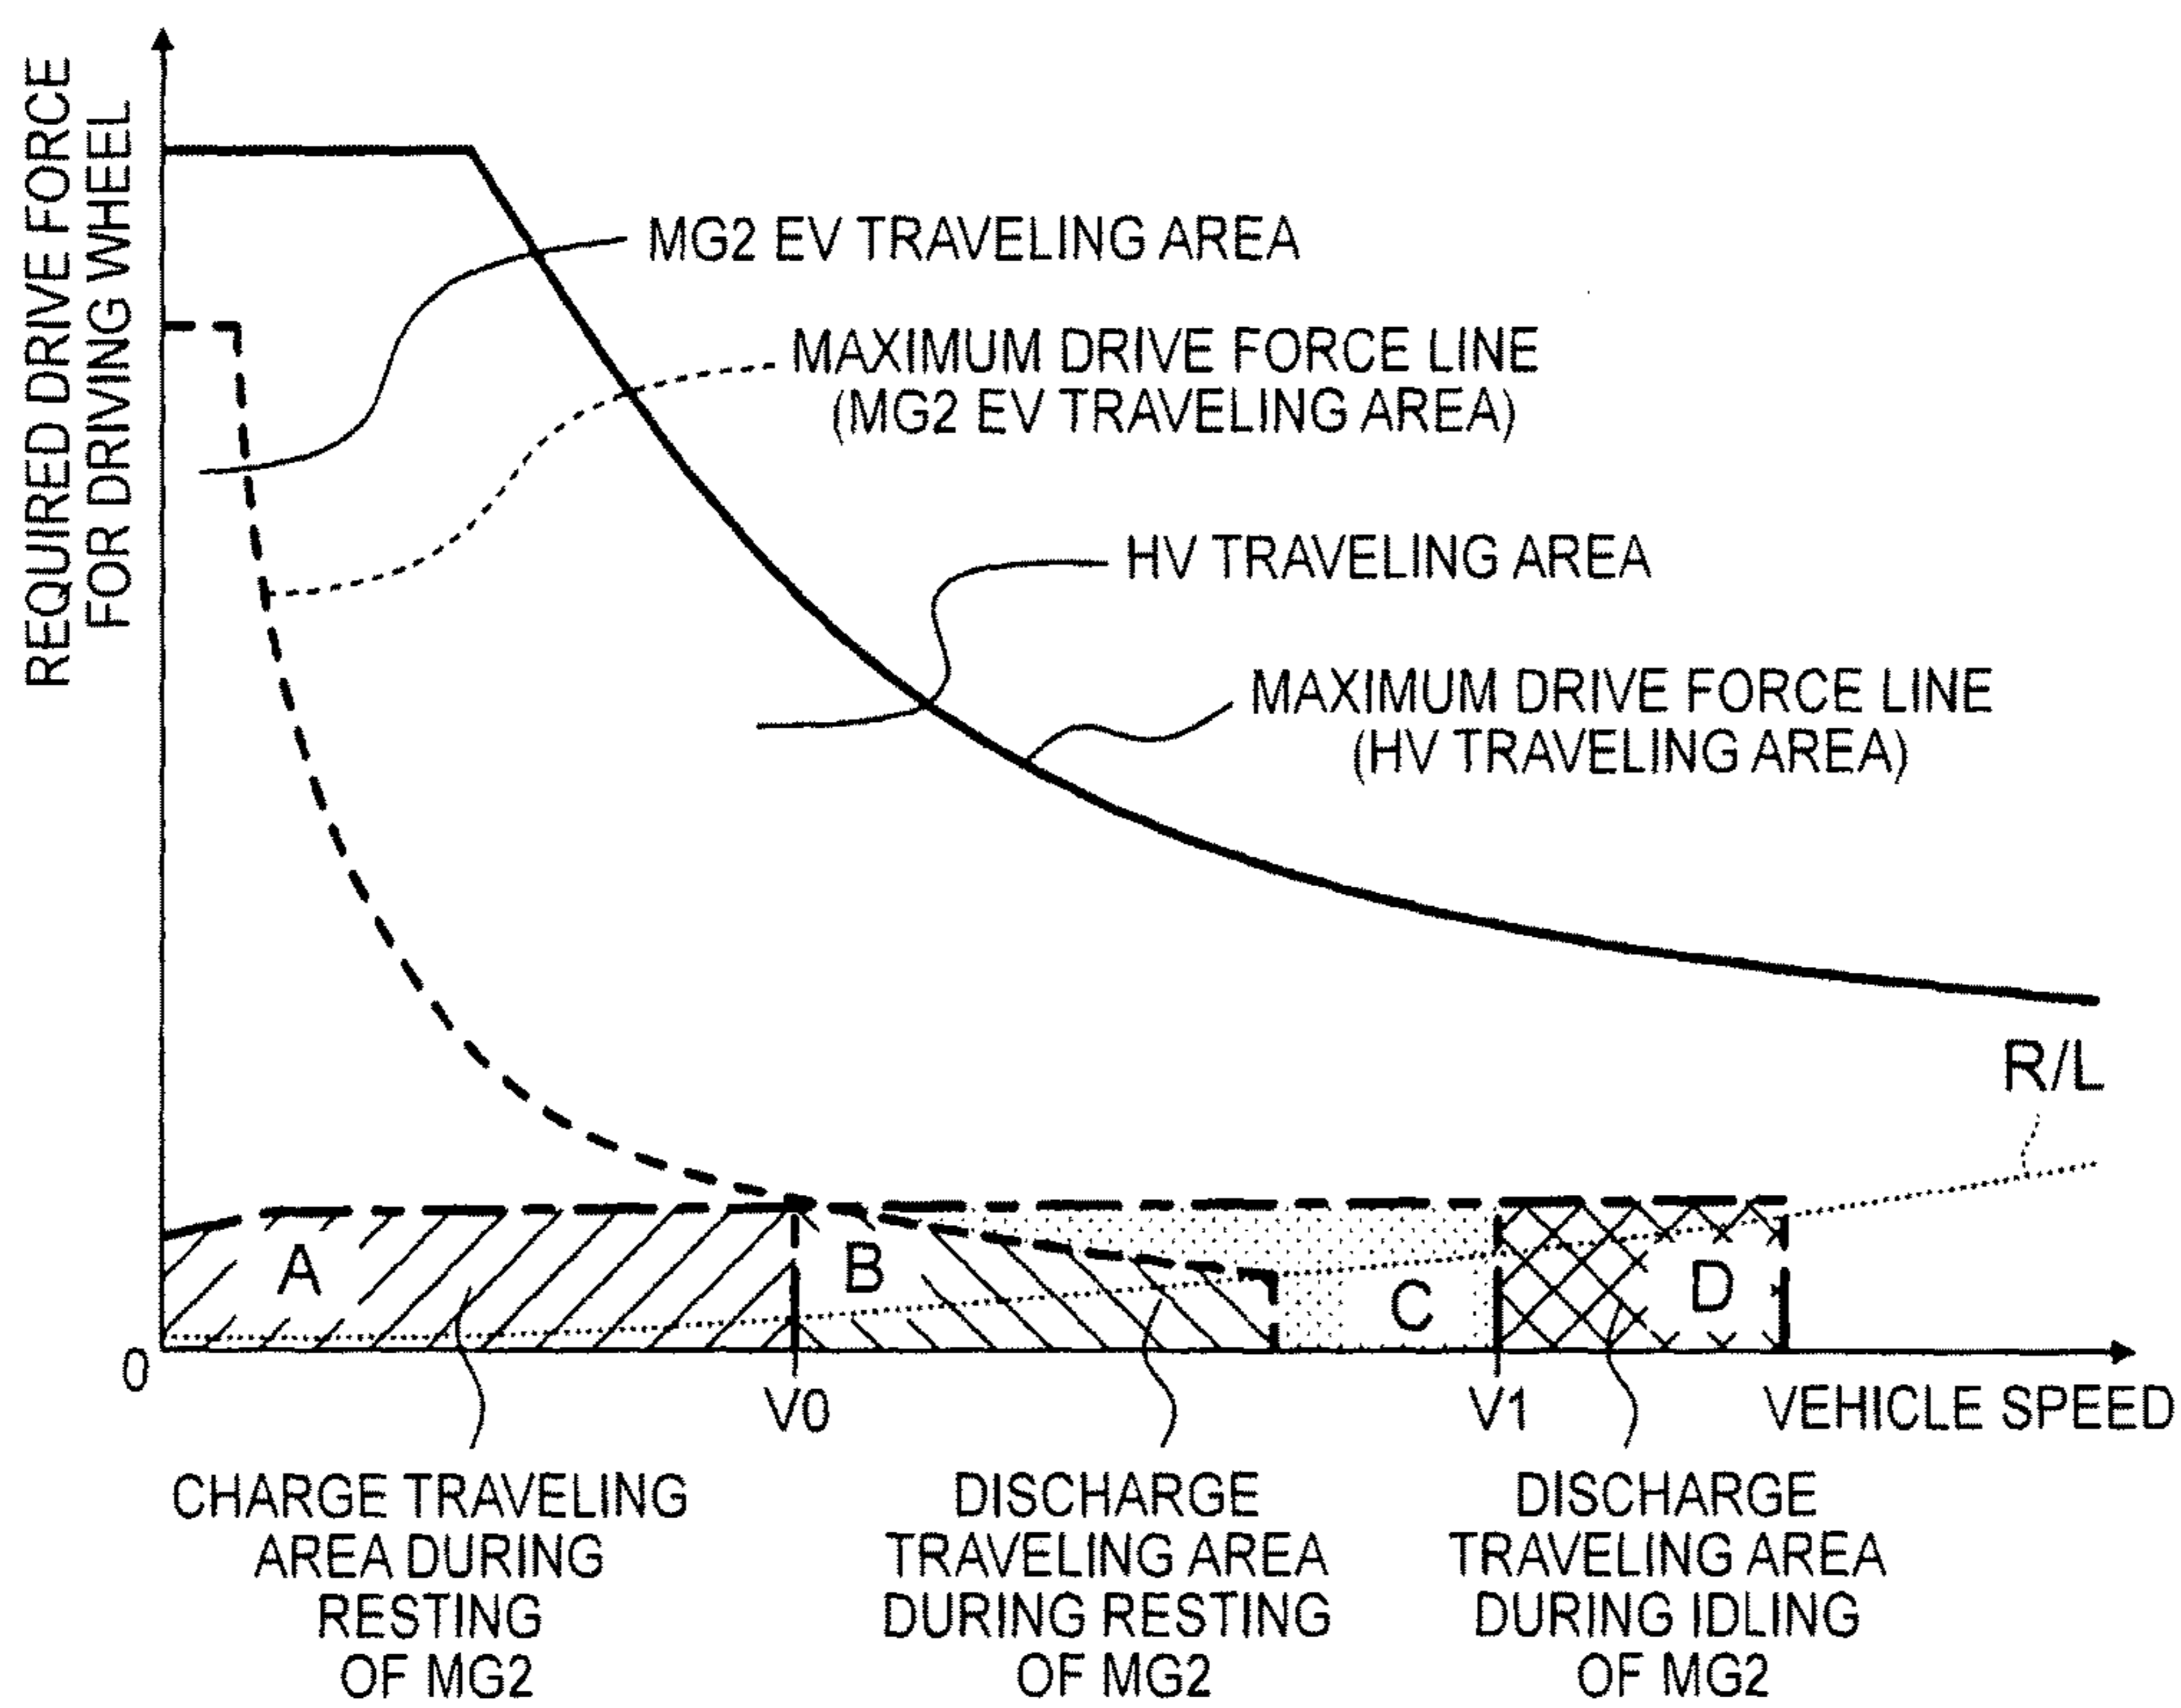 REQUIRED DRIVE FORCE
FOR DRIVING WHEEL
MG2 EV TRAVELING AREA
MAXIMUM DRIVE FORCE LINE
(MG2 EV TRAVELING AREA)
HV TRAVELING AREA
MAXIMUM DRIVE FORCE LINE
(HV TRAVELING AREA)
R/L
A
B
C
D
0
V0
V1
VEHICLE SPEED
CHARGE TRAVELING
AREA DURING
RESTING
OF MG2
DISCHARGE
TRAVELING AREA
DURING RESTING
OF MG2
DISCHARGE
TRAVELING AREA
DURING IDLING
OF MG2